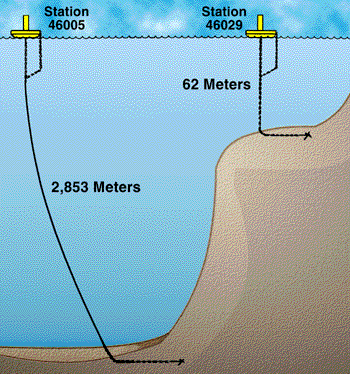 Station
46005
Station
46029
62 Meters
2,853 Meters